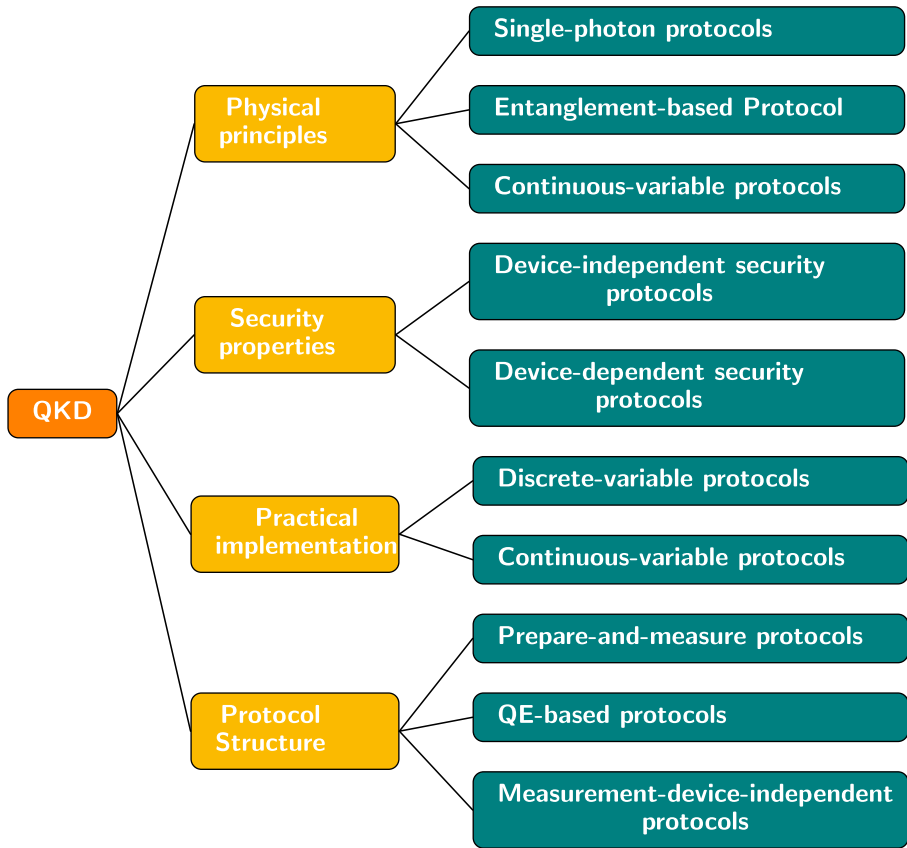 QKD
Physical
principles
Single-photon protocols
Entanglement-based Protocol
Continuous-variable protocols
Security
properties
Device-independent security
protocols
Device-dependent security
protocols
Practical
implementation
Discrete-variable protocols
Continuous-variable protocols
Protocol
Structure
Prepare-and-measure protocols
QE-based protocols
Measurement-device-independent
protocols